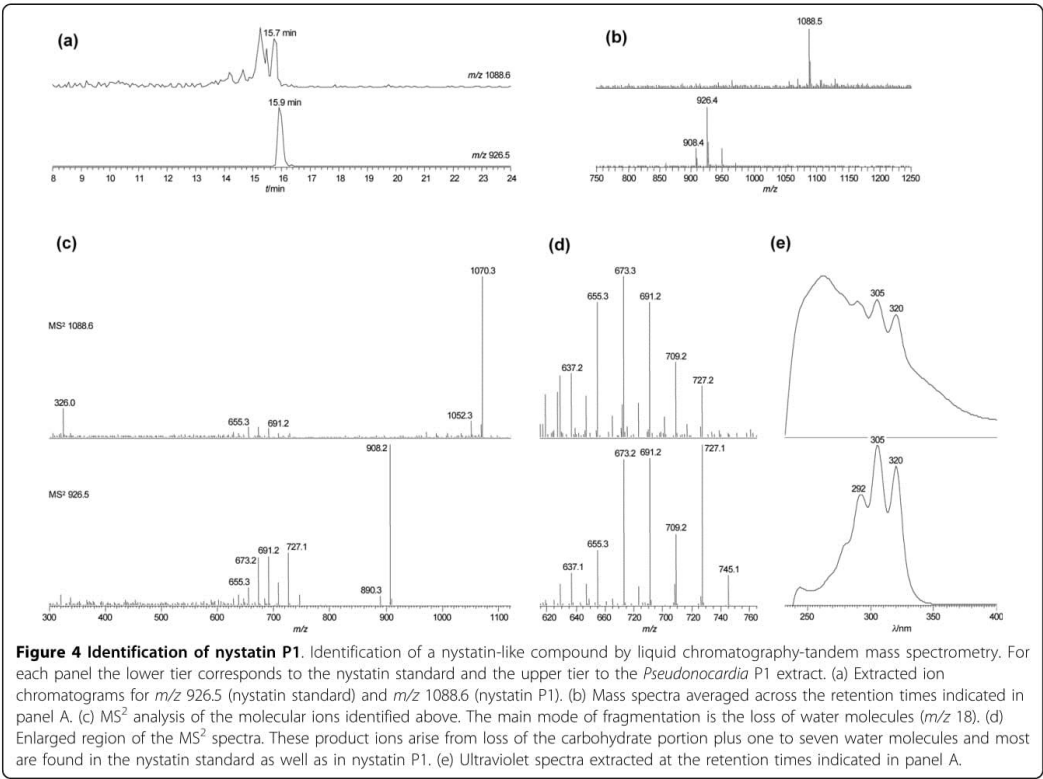 (a)
15.7 min
m/z 1088.6
15.9 min
m/z 926.5
8 9 10 11 12 13 14 15 16 17 18 19 20 21 22 23 24
t/min
(b)
1088.5
926.4
908.4
750 800 850 900 950 1000 1050 1100 1150 1200 1250
m/z
(c)
1070.3
MS² 1088.6
326.0
655.3
691.2
1052.3
908.2
MS² 926.5
727.1
691.2
673.2
655.3
890.3
300 400 500 600 700 800 900 1000 1100
m/z
(d)
673.3
655.3
691.2
637.2
709.2
727.2
727.1
673.2
691.2
709.2
655.3
637.1
745.1
620 640 660 680 700 720 740 760
m/z
(e)
305
320
305
320
292
300 350 400
λ/nm
Figure 4 Identification of nystatin P1. Identification of a nystatin-like compound by liquid chromatography-tandem mass spectrometry. For
each panel the lower tier corresponds to the nystatin standard and the upper tier to the Pseudonocardia P1 extract. (a) Extracted ion
chromatograms for m/z 926.5 (nystatin standard) and m/z 1088.6 (nystatin P1). (b) Mass spectra averaged across the retention times indicated in
panel A. (c) MS² analysis of the molecular ions identified above. The main mode of fragmentation is the loss of water molecules (m/z 18). (d)
Enlarged region of the MS² spectra. These product ions arise from loss of the carbohydrate portion plus one to seven water molecules and most
are found in the nystatin standard as well as in nystatin P1. (e) Ultraviolet spectra extracted at the retention times indicated in panel A.